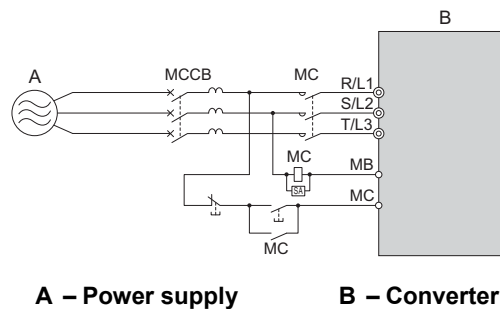 B
A
MCCB
MC
R/L1
S/L2
T/L3
MC
MB
SA
MC
MC
A – Power supply
B – Converter